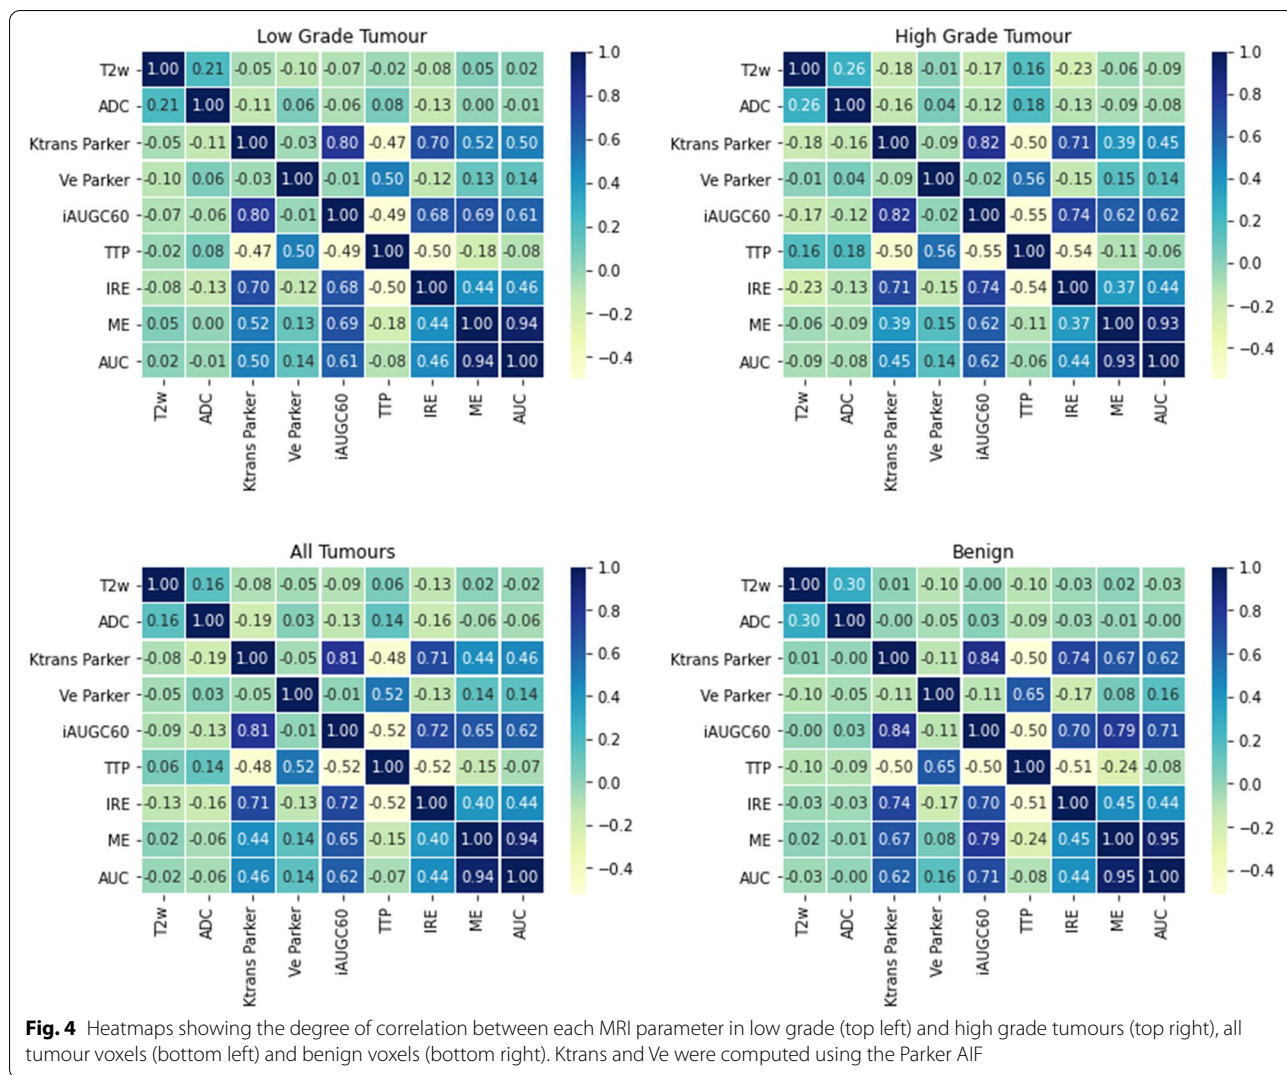 Low Grade Tumour
T2w 1.00 0.21 -0.05 -0.10 -0.07 -0.02 -0.08 0.05 0.02
ADC 0.21 1.00 -0.11 0.06 -0.06 0.08 -0.13 0.00 -0.01
Ktrans Parker -0.05 -0.11 1.00 -0.03 0.80 -0.47 0.70 0.52 0.50
Ve Parker -0.10 0.06 -0.03 1.00 -0.01 0.50 -0.12 0.13 0.14
iAUGC60 -0.07 -0.06 0.80 -0.01 1.00 -0.49 0.68 0.69 0.61
TTP -0.02 0.08 -0.47 0.50 -0.49 1.00 -0.50 -0.18 -0.08
IRE -0.08 -0.13 0.70 -0.12 0.68 -0.50 1.00 0.44 0.46
ME 0.05 0.00 0.52 0.13 0.69 -0.18 0.44 1.00 0.94
AUC 0.02 -0.01 0.50 0.14 0.61 -0.08 0.46 0.94 1.00
T2w ADC Ktrans Parker Ve Parker iAUGC60 TTP IRE ME AUC
1.0
0.8
0.6
0.4
0.2
0.0
−0.2
−0.4
High Grade Tumour
T2w 1.00 0.26 -0.18 -0.01 -0.17 0.16 -0.23 -0.06 -0.09
ADC 0.26 1.00 -0.16 0.04 -0.12 0.18 -0.13 -0.09 -0.08
Ktrans Parker -0.18 -0.16 1.00 -0.09 0.82 -0.50 0.71 0.39 0.45
Ve Parker -0.01 0.04 -0.09 1.00 -0.02 0.56 -0.15 0.15 0.14
iAUGC60 -0.17 -0.12 0.82 -0.02 1.00 -0.55 0.74 0.62 0.62
TTP 0.16 0.18 -0.50 0.56 -0.55 1.00 -0.54 -0.11 -0.06
IRE -0.23 -0.13 0.71 -0.15 0.74 -0.54 1.00 0.37 0.44
ME -0.06 -0.09 0.39 0.15 0.62 -0.11 0.37 1.00 0.93
AUC -0.09 -0.08 0.45 0.14 0.62 -0.06 0.44 0.93 1.00
T2w ADC Ktrans Parker Ve Parker iAUGC60 TTP IRE ME AUC
1.0
0.8
0.6
0.4
0.2
0.0
−0.2
−0.4
All Tumours
T2w 1.00 0.16 -0.08 -0.05 -0.09 0.06 -0.13 0.02 -0.02
ADC 0.16 1.00 -0.19 0.03 -0.13 0.14 -0.16 -0.06 -0.06
Ktrans Parker -0.08 -0.19 1.00 -0.05 0.81 -0.48 0.71 0.44 0.46
Ve Parker -0.05 0.03 -0.05 1.00 -0.01 0.52 -0.13 0.14 0.14
iAUGC60 -0.09 -0.13 0.81 -0.01 1.00 -0.52 0.72 0.65 0.62
TTP 0.06 0.14 -0.48 0.52 -0.52 1.00 -0.52 -0.15 -0.07
IRE -0.13 -0.16 0.71 -0.13 0.72 -0.52 1.00 0.40 0.44
ME 0.02 -0.06 0.44 0.14 0.65 -0.15 0.40 1.00 0.94
AUC -0.02 -0.06 0.46 0.14 0.62 -0.07 0.44 0.94 1.00
T2w ADC Ktrans Parker Ve Parker iAUGC60 TTP IRE ME AUC
1.0
0.8
0.6
0.4
0.2
0.0
−0.2
−0.4
Benign
T2w 1.00 0.30 0.01 -0.10 -0.00 -0.10 -0.03 0.02 -0.03
ADC 0.30 1.00 -0.00 -0.05 0.03 -0.09 -0.03 -0.01 -0.00
Ktrans Parker 0.01 -0.00 1.00 -0.11 0.84 -0.50 0.74 0.67 0.62
Ve Parker -0.10 -0.05 -0.11 1.00 -0.11 0.65 -0.17 0.08 0.16
iAUGC60 -0.00 0.03 0.84 -0.11 1.00 -0.50 0.70 0.79 0.71
TTP -0.10 -0.09 -0.50 0.65 -0.50 1.00 -0.51 -0.24 -0.08
IRE -0.03 -0.03 0.74 -0.17 0.70 -0.51 1.00 0.45 0.44
ME 0.02 -0.01 0.67 0.08 0.79 -0.24 0.45 1.00 0.95
AUC -0.03 -0.00 0.62 0.16 0.71 -0.08 0.44 0.95 1.00
T2w ADC Ktrans Parker Ve Parker iAUGC60 TTP IRE ME AUC
1.0
0.8
0.6
0.4
0.2
0.0
−0.2
−0.4
Fig. 4 Heatmaps showing the degree of correlation between each MRI parameter in low grade (top left) and high grade tumours (top right), all
tumour voxels (bottom left) and benign voxels (bottom right). Ktrans and Ve were computed using the Parker AIF